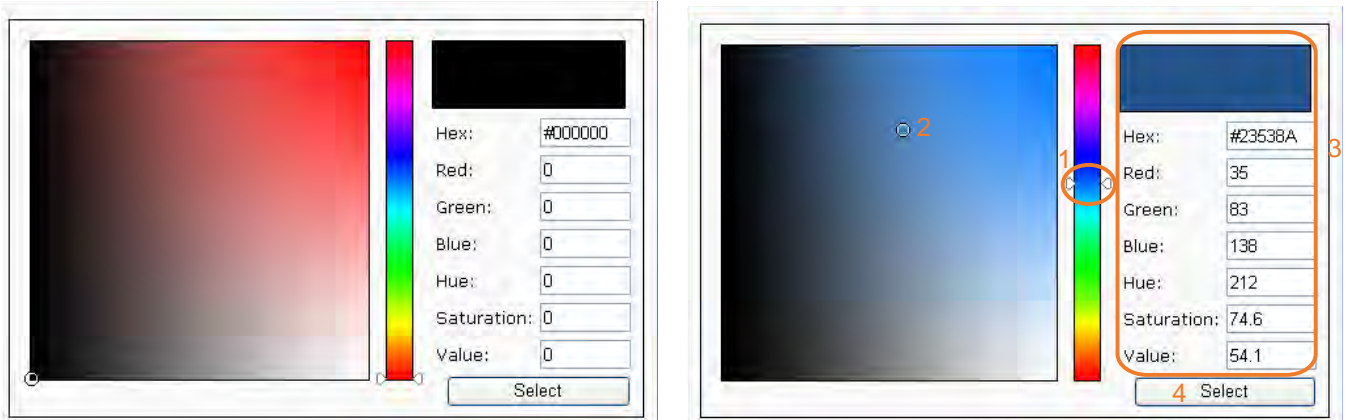 Hex: #000000
Red: 0
Green: 0
Blue: 0
Hue: 0
Saturation: 0
Value: 0
Select
2
1
3
Hex: #23538A
Red: 35
Green: 83
Blue: 138
Hue: 212
Saturation: 74.6
Value: 54.1
4 Select